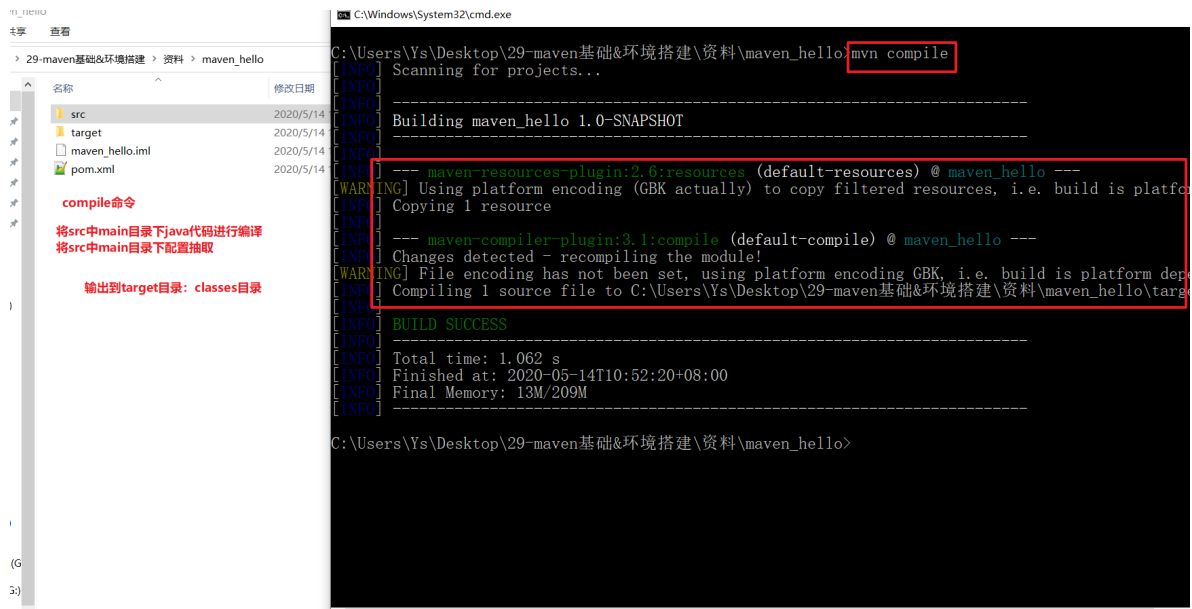 共享 查看
29-maven基础&环境搭建 > 资料 > maven_hello
名称 修改日期
src 2020/5/14
target 2020/5/14
maven_hello.iml 2020/5/14
pom.xml 2020/5/14
compile命令
将src中main目录下java代码进行编译
将src中main目录下配置抽取
输出到target目录：classes目录
C:\Windows\System32\cmd.exe
C:\Users\Ys\Desktop\29-maven基础&环境搭建\资料\maven_hello>mvn compile
[INFO] Scanning for projects...
[INFO]
[INFO] ------------------------------------------------------------------------
[INFO] Building maven_hello 1.0-SNAPSHOT
[INFO] ------------------------------------------------------------------------
[INFO]
[INFO] --- maven-resources-plugin:2.6:resources (default-resources) @ maven_hello ---
[WARNING] Using platform encoding (GBK actually) to copy filtered resources, i.e. build is platfor
[INFO] Copying 1 resource
[INFO]
[INFO] --- maven-compiler-plugin:3.1:compile (default-compile) @ maven_hello ---
[INFO] Changes detected - recompiling the module!
[WARNING] File encoding has not been set, using platform encoding GBK, i.e. build is platform depe
[INFO] Compiling 1 source file to C:\Users\Ys\Desktop\29-maven基础&环境搭建\资料\maven_hello\targe
[INFO]
[INFO] BUILD SUCCESS
[INFO] ------------------------------------------------------------------------
[INFO] Total time: 1.062 s
[INFO] Finished at: 2020-05-14T10:52:20+08:00
[INFO] Final Memory: 13M/209M
[INFO] ------------------------------------------------------------------------
C:\Users\Ys\Desktop\29-maven基础&环境搭建\资料\maven_hello>
(G
G:)